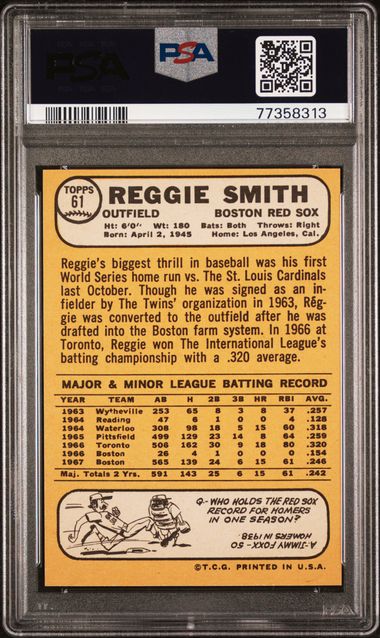 PSA
PSA
77358313
TOPPS
61
REGGIE SMITH
OUTFIELD BOSTON RED SOX
Ht: 6'0" Wt: 180 Bats: Both Throws: Right
Born: April 2, 1945 Home: Los Angeles, Cal.
Reggie's biggest thrill in baseball was his first
World Series home run vs. The St. Louis Cardinals
last October. Though he was signed as an in-
fielder by The Twins' organization in 1963, Reg-
gie was converted to the outfield after he was
drafted into the Boston farm system. In 1966 at
Toronto, Reggie won The International League's
batting championship with a .320 average.
MAJOR & MINOR LEAGUE BATTING RECORD
YEAR TEAM AB H 2B 3B HR RBI AVG.
1963 Wytheville 253 65 8 3 8 37 .257
1964 Reading 47 6 1 0 0 4 .128
1964 Waterloo 308 98 18 5 15 60 .318
1965 Pittsfield 499 129 23 14 8 64 .259
1966 Toronto 506 162 30 9 18 80 .320
1966 Boston 26 4 1 0 0 0 .154
1967 Boston 565 139 24 6 15 61 .246
Maj. Totals 2 Yrs. 591 143 25 6 15 61 .242
Q- WHO HOLDS THE RED SOX
RECORD FOR HOMERS
IN ONE SEASON?
A- JIMMY FOXX - 50
HOMERS IN 1938.
©T.C.G. PRINTED IN U.S.A.